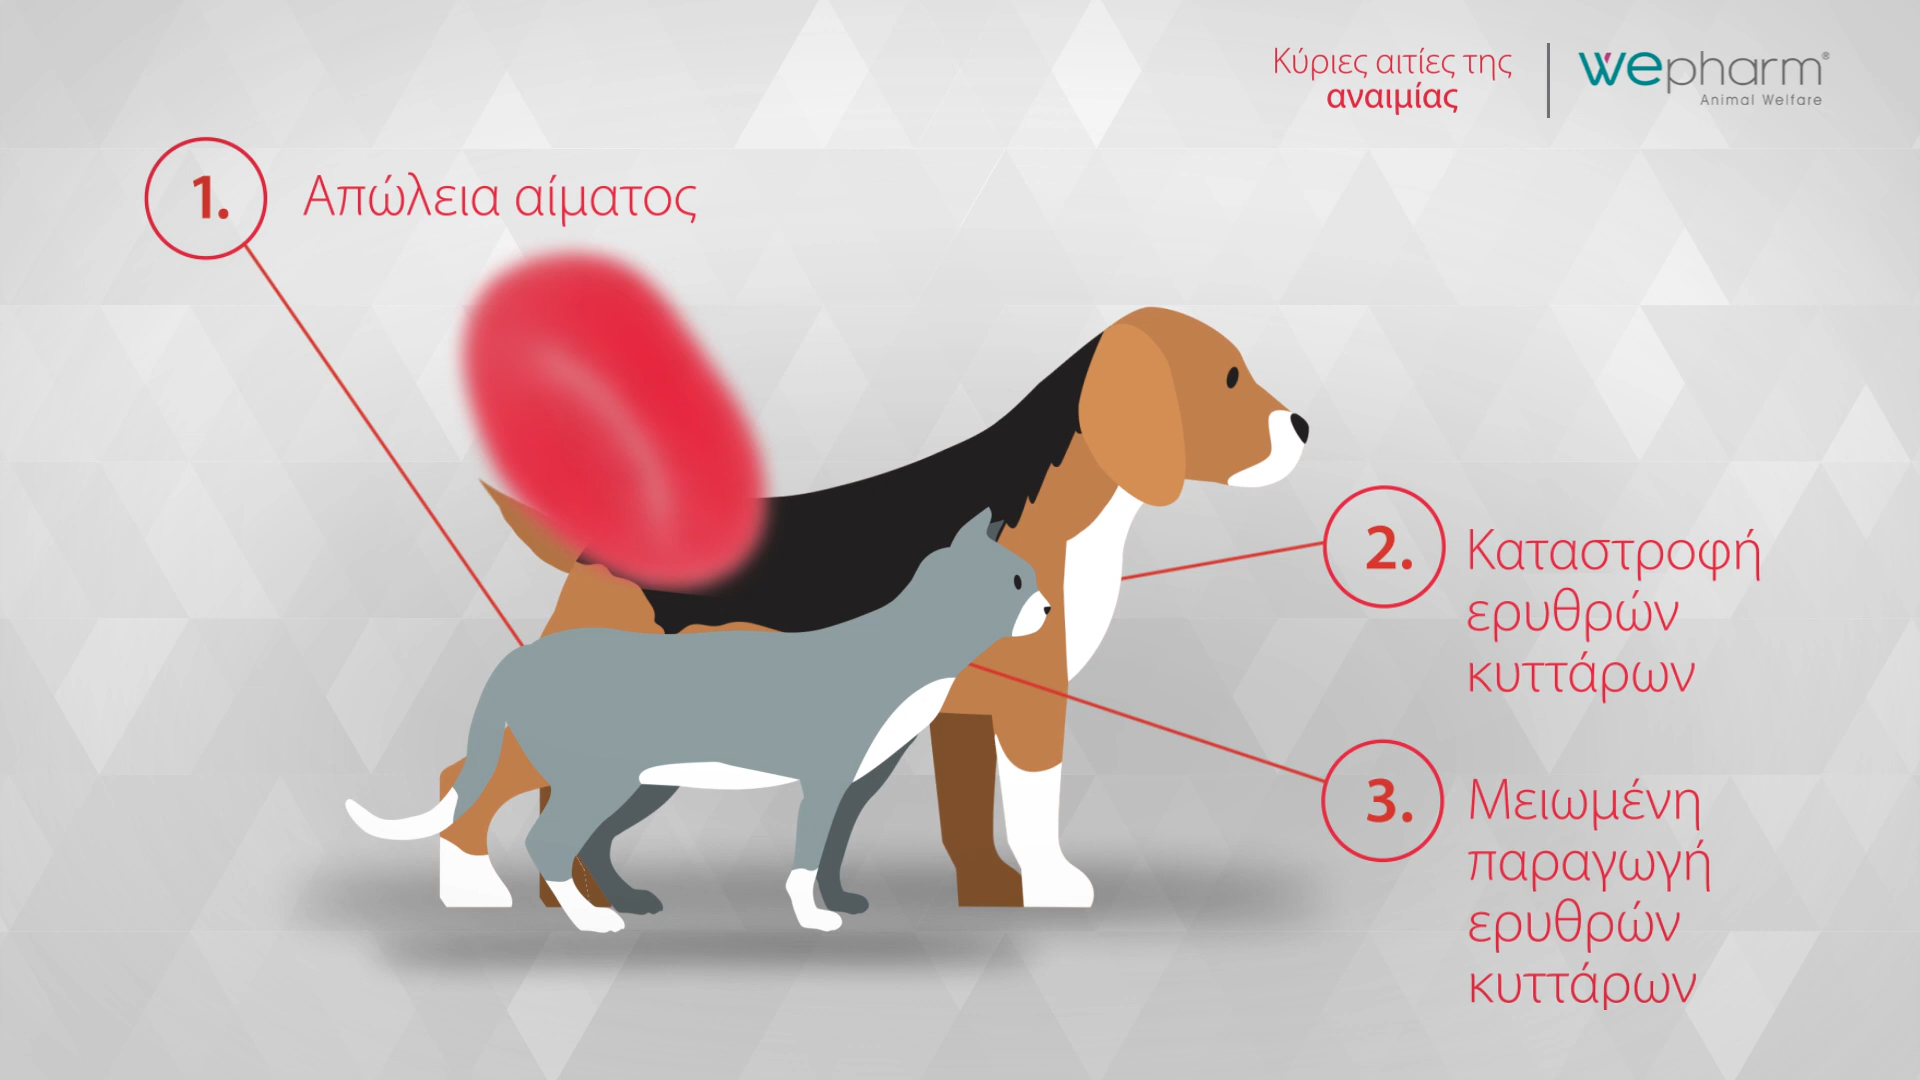 Κύριες αιτίες της
αναιμίας
wepharm®
Animal Welfare
1. Απώλεια αίματος
2. Καταστροφή
ερυθρών
κυττάρων
3. Μειωμένη
παραγωγή
ερυθρών
κυττάρων